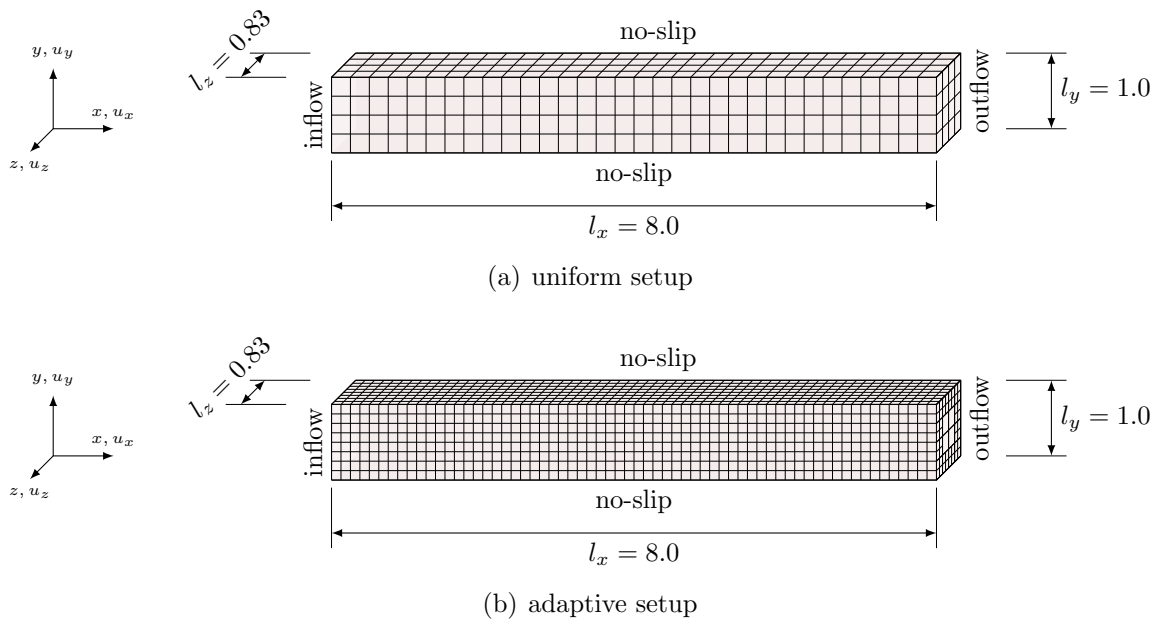 no-slip
l_z = 0.83
y, u_y
x, u_x
z, u_z
inflow
outflow
l_y = 1.0
no-slip
l_x = 8.0
(a) uniform setup
no-slip
l_z = 0.83
y, u_y
x, u_x
z, u_z
inflow
outflow
l_y = 1.0
no-slip
l_x = 8.0
(b) adaptive setup